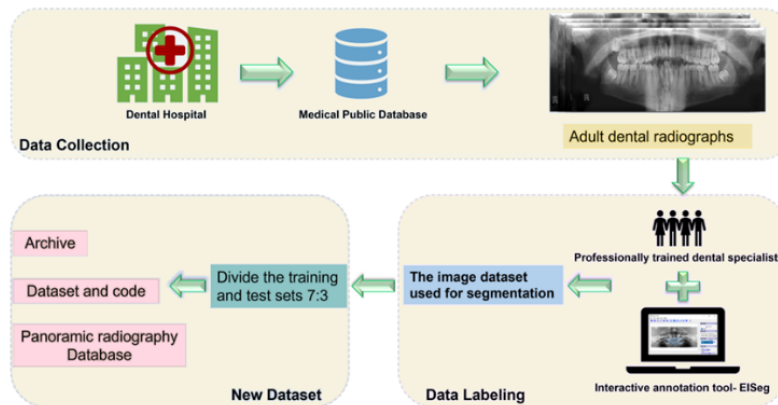 Dental Hospital
Medical Public Database
Adult dental radiographs
Data Collection
Professionally trained dental specialist
Interactive annotation tool- EISeg
The image dataset
used for segmentation
Data Labeling
Divide the training
and test sets 7:3
Archive
Dataset and code
Panoramic radiography
Database
New Dataset